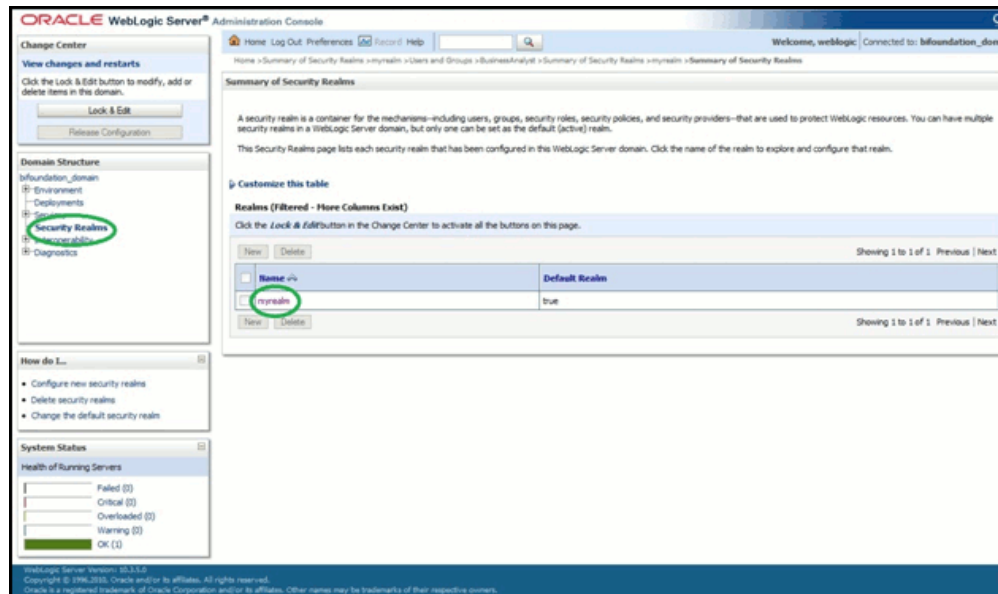 ORACLE WebLogic Server® Administration Console
Change Center
View changes and restarts
Click the Lock & Edit button to modify, add or
delete items in this domain.
Lock & Edit
Release Configuration
Domain Structure
bifoundation_domain
Environment
Deployments
Security Realms
Interoperability
Diagnostics
How do I...
Configure new security realms
Delete security realms
Change the default security realm
System Status
Health of Running Servers
Failed (0)
Critical (0)
Overloaded (0)
Warning (0)
OK (1)
Home Log Out Preferences Record Help
Welcome, weblogic Connected to: bifoundation_dom
Home >Summary of Security Realms >myrealm >Users and Groups >BusinessAnalyst >Summary of Security Realms >myrealm >Summary of Security Realms
Summary of Security Realms
A security realm is a container for the mechanisms--including users, groups, security roles, security policies, and security providers--that are used to protect WebLogic resources. You can have multiple
security realms in a WebLogic Server domain, but only one can be set as the default (active) realm.
This Security Realms page lists each security realm that has been configured in this WebLogic Server domain. Click the name of the realm to explore and configure that realm.
Customize this table
Realms (Filtered - More Columns Exist)
Click the Lock & Edit button in the Change Center to activate all the buttons on this page.
New Delete Showing 1 to 1 of 1 Previous | Next
Name Default Realm
myrealm true
New Delete Showing 1 to 1 of 1 Previous | Next
WebLogic Server Version: 10.3.5.0
Copyright © 1996,2010, Oracle and/or its affiliates. All rights reserved.
Oracle is a registered trademark of Oracle Corporation and/or its affiliates. Other names may be trademarks of their respective owners.